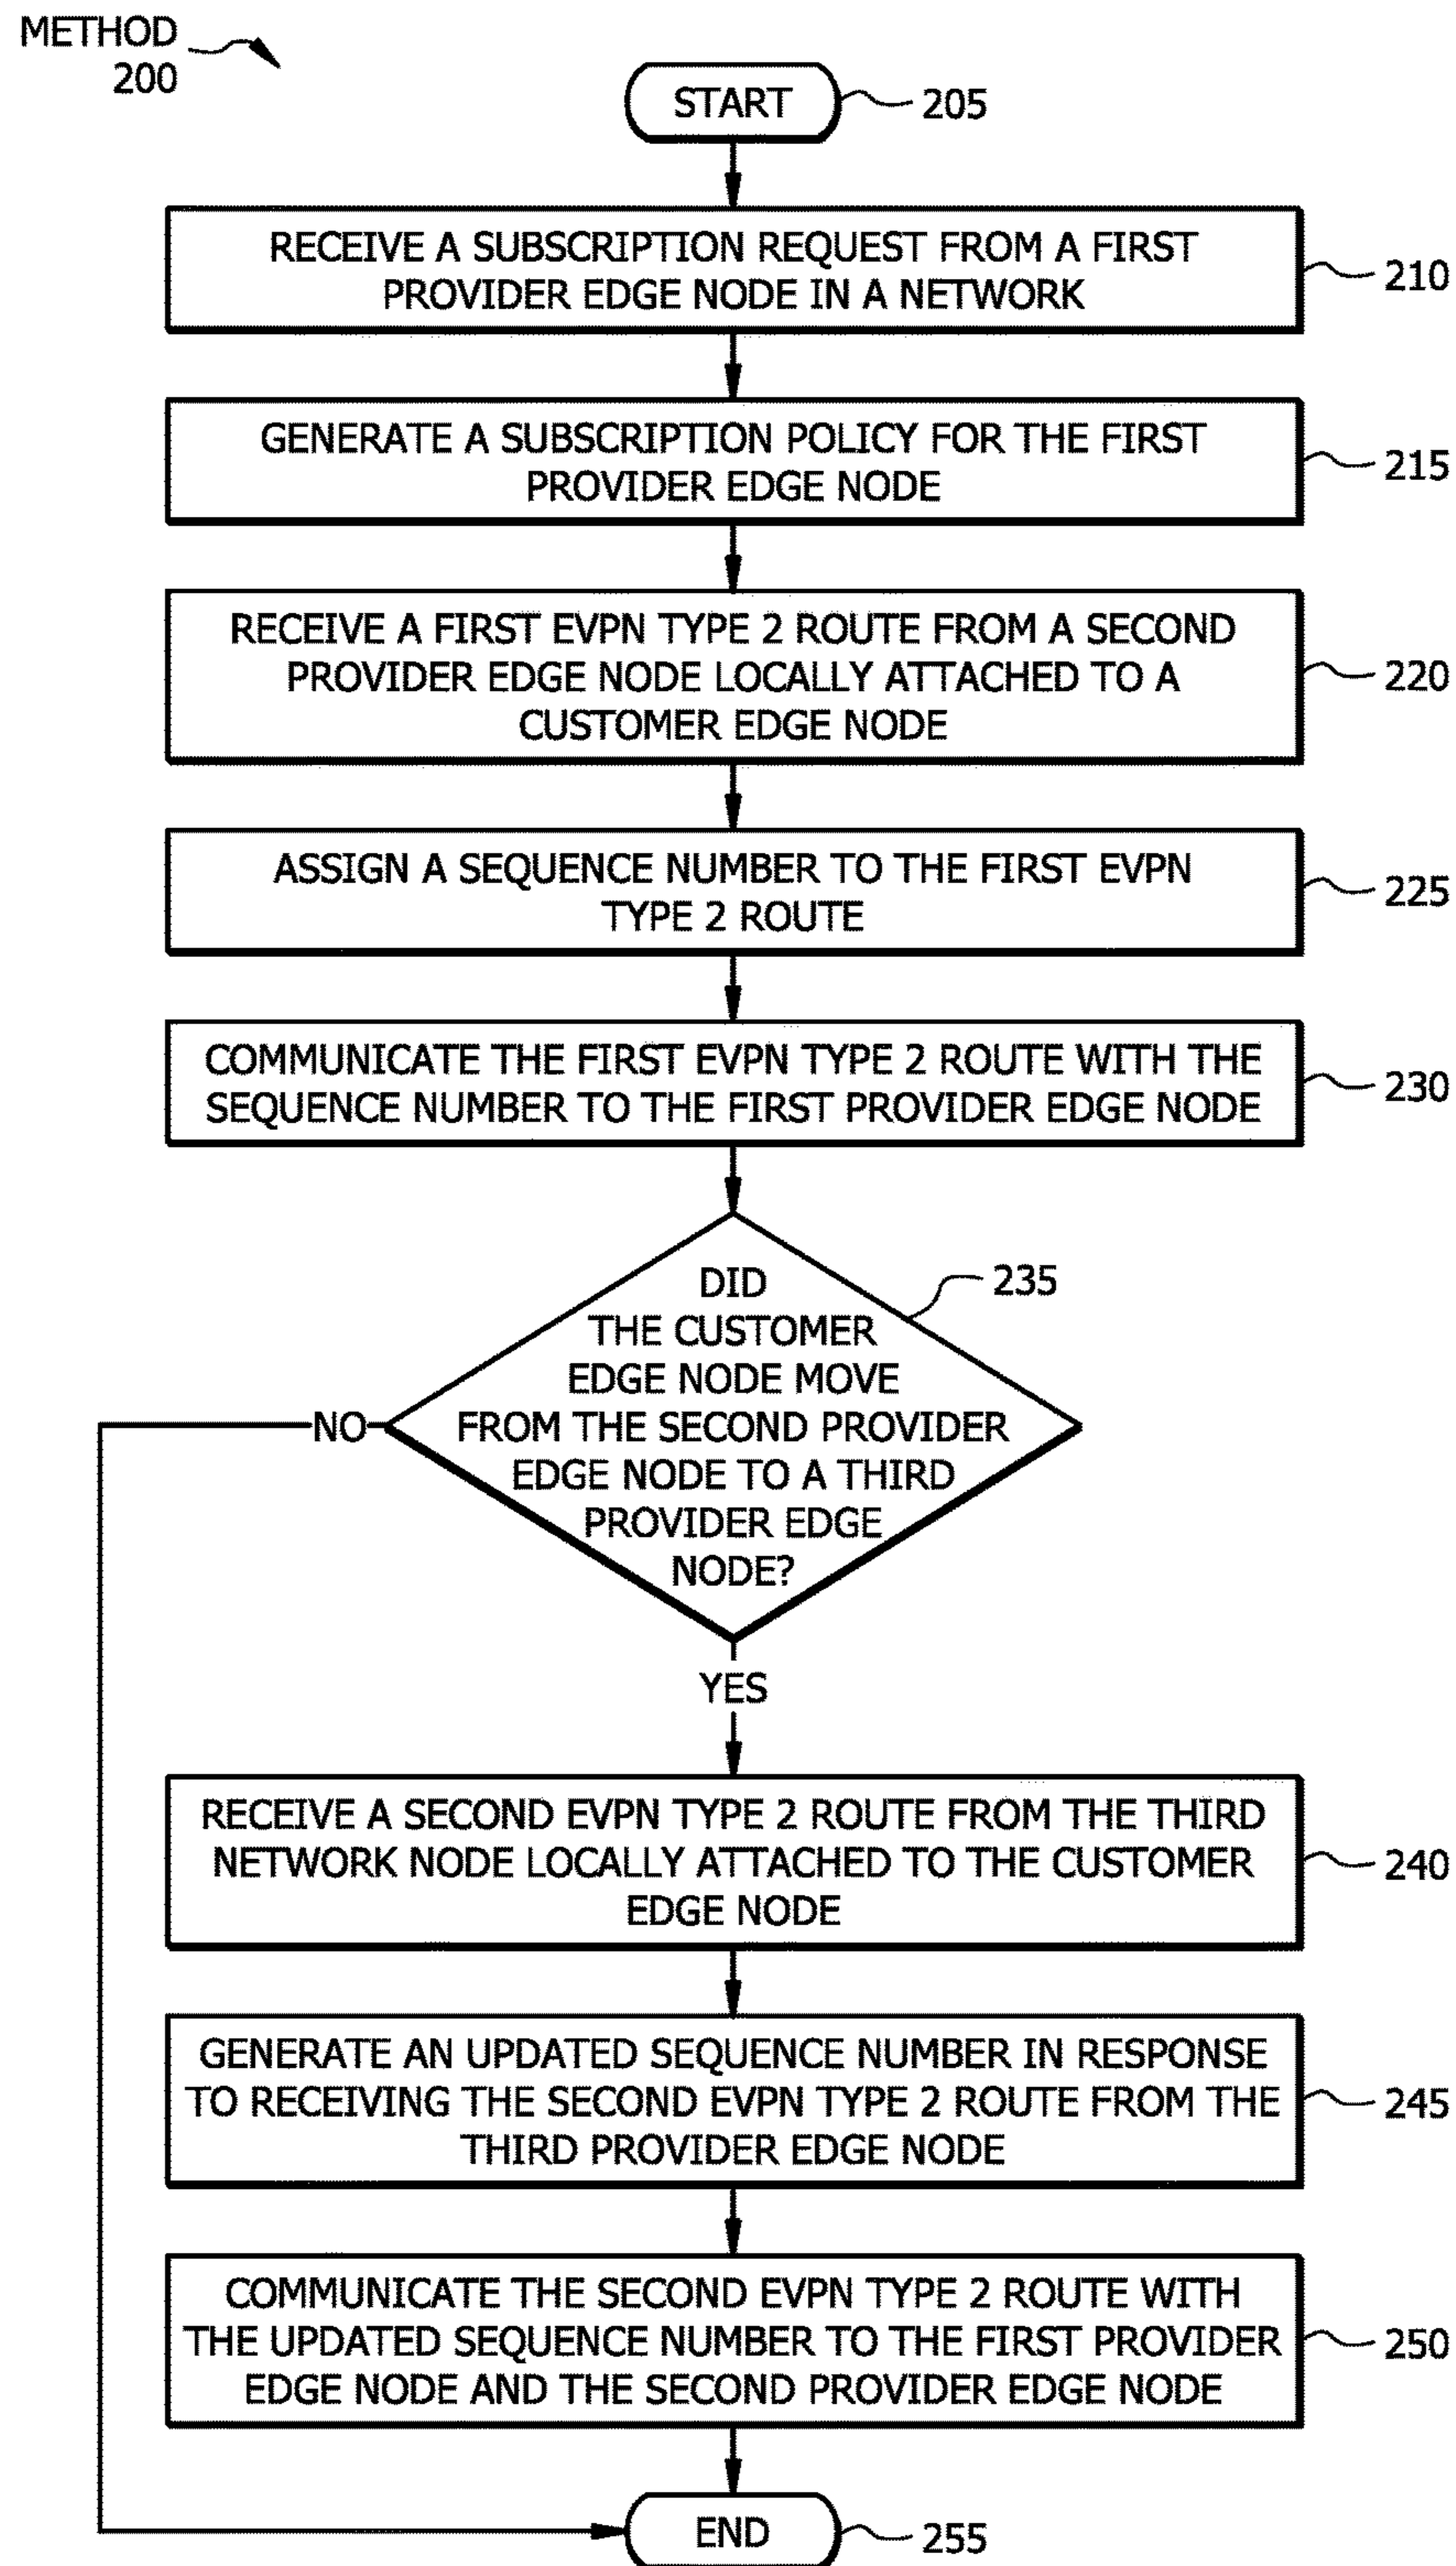 METHOD
200
START
205
RECEIVE A SUBSCRIPTION REQUEST FROM A FIRST
PROVIDER EDGE NODE IN A NETWORK
210
GENERATE A SUBSCRIPTION POLICY FOR THE FIRST
PROVIDER EDGE NODE
215
RECEIVE A FIRST EVPN TYPE 2 ROUTE FROM A SECOND
PROVIDER EDGE NODE LOCALLY ATTACHED TO A
CUSTOMER EDGE NODE
220
ASSIGN A SEQUENCE NUMBER TO THE FIRST EVPN
TYPE 2 ROUTE
225
COMMUNICATE THE FIRST EVPN TYPE 2 ROUTE WITH THE
SEQUENCE NUMBER TO THE FIRST PROVIDER EDGE NODE
230
DID
THE CUSTOMER
EDGE NODE MOVE
FROM THE SECOND PROVIDER
EDGE NODE TO A THIRD
PROVIDER EDGE
NODE?
235
NO
YES
RECEIVE A SECOND EVPN TYPE 2 ROUTE FROM THE THIRD
NETWORK NODE LOCALLY ATTACHED TO THE CUSTOMER
EDGE NODE
240
GENERATE AN UPDATED SEQUENCE NUMBER IN RESPONSE
TO RECEIVING THE SECOND EVPN TYPE 2 ROUTE FROM THE
THIRD PROVIDER EDGE NODE
245
COMMUNICATE THE SECOND EVPN TYPE 2 ROUTE WITH
THE UPDATED SEQUENCE NUMBER TO THE FIRST PROVIDER
EDGE NODE AND THE SECOND PROVIDER EDGE NODE
250
END
255